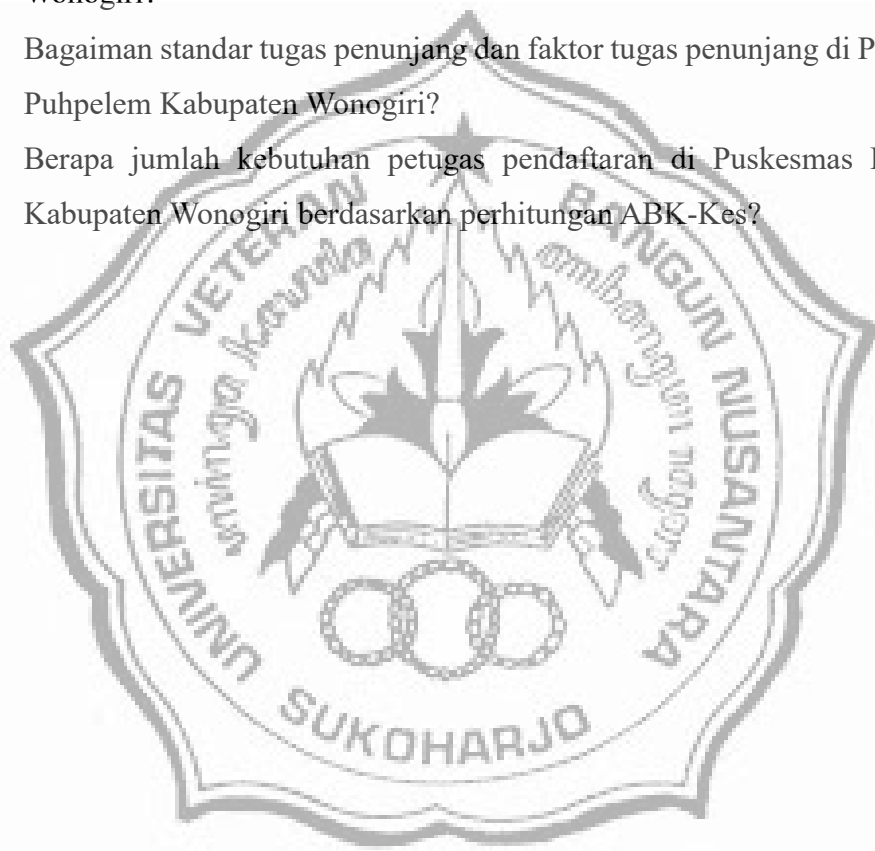 Wonogiri?
Bagaiman standar tugas penunjang dan faktor tugas penunjang di P
Puhpelem Kabupaten Wonogiri?
Berapa jumlah kebutuhan petugas pendaftaran di Puskesmas
Kabupaten Wonogiri berdasarkan perhitungan ABK-Kes?
UNIVERSITAS VETERAN BANGUN NUSANTARA
SUKOHARJO